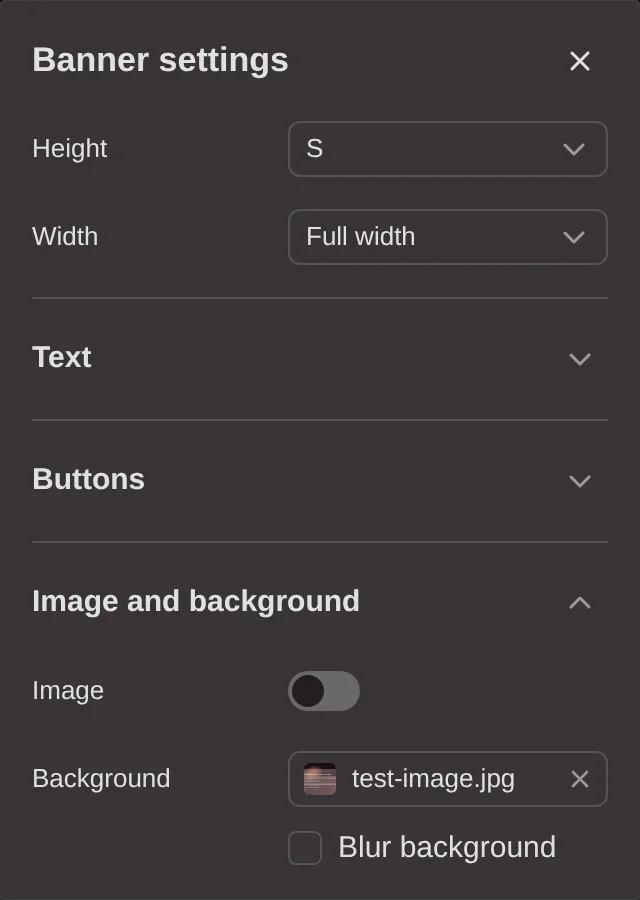 Banner settings
Height S
Width Full width
Text
Buttons
Image and background
Image
Background test-image.jpg
Blur background